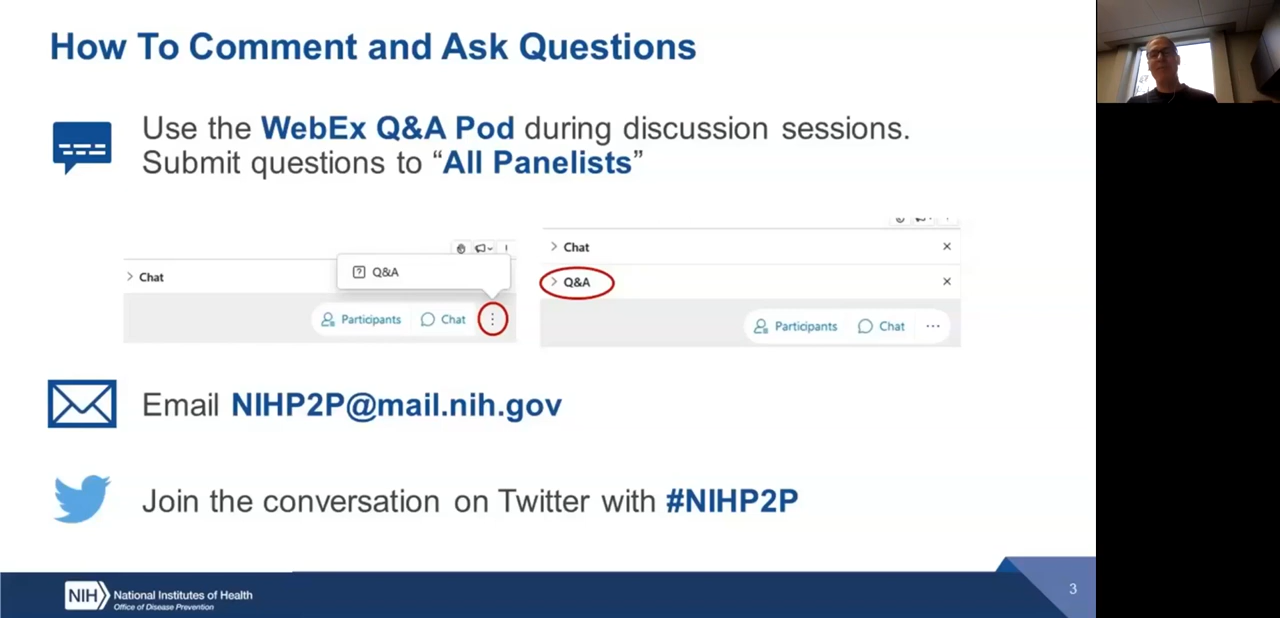 How To Comment and Ask Questions
Use the WebEx Q&A Pod during discussion sessions.
Submit questions to “All Panelists”
Chat
Q&A
Participants
Chat
Chat
Q&A
Participants
Chat
Email NIHP2P@mail.nih.gov
Join the conversation on Twitter with #NIHP2P
NIH National Institutes of Health
Office of Disease Prevention
3